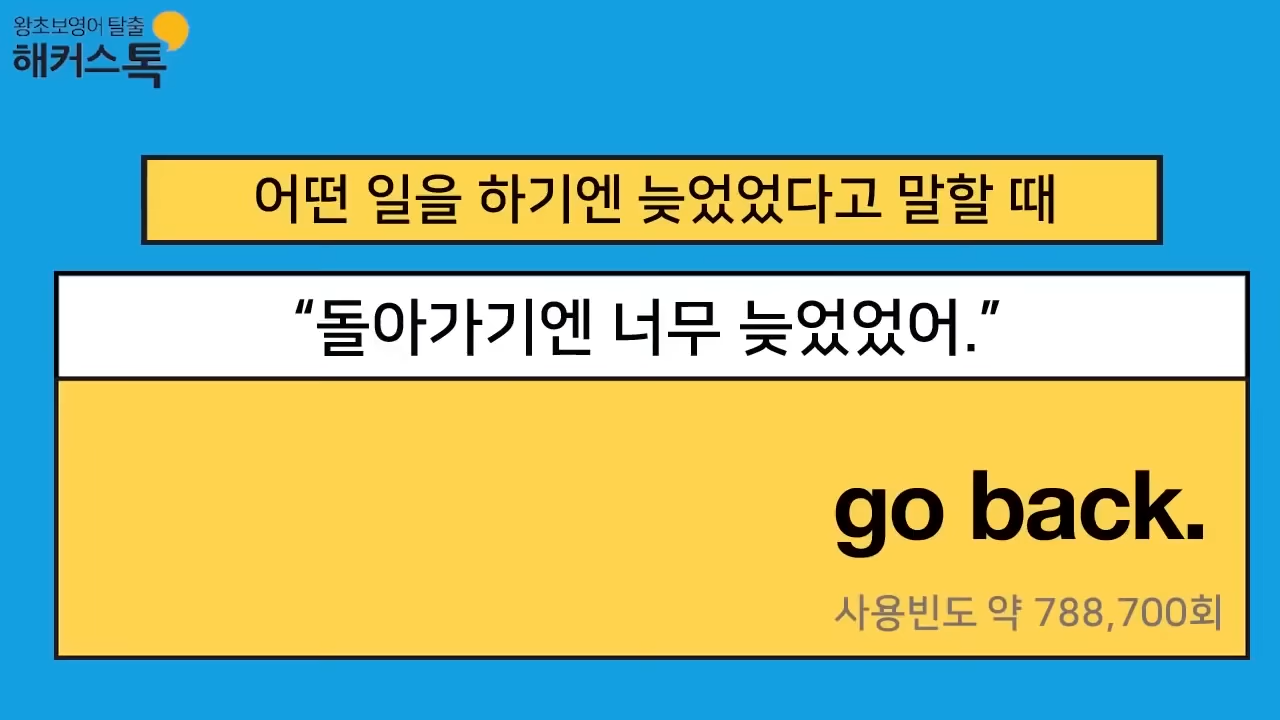 왕초보영어 탈출
해커스톡
어떤 일을 하기엔 늦었었다고 말할 때
“돌아가기엔 너무 늦었었어.”
go back.
사용빈도 약 788,700회